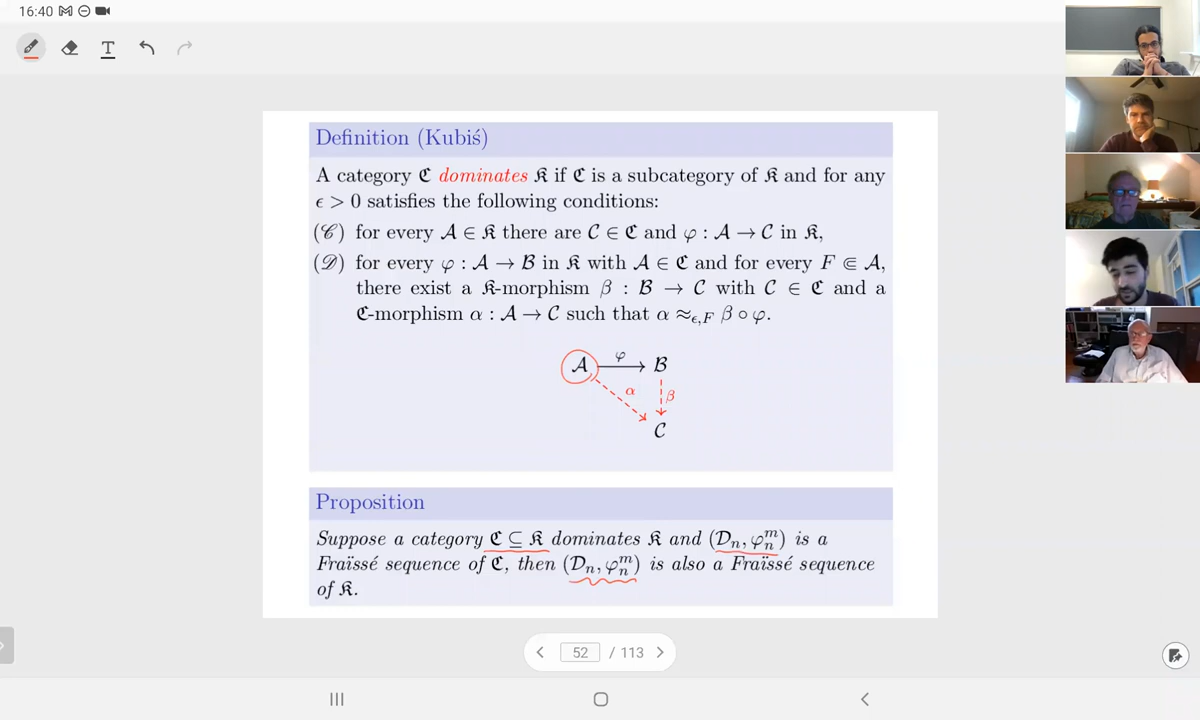 16:40
Definition (Kubiś)
A category ℭ dominates 𝔎 if ℭ is a subcategory of 𝔎 and for any
ϵ > 0 satisfies the following conditions:
(𝒞) for every 𝒜 ∈ 𝔎 there are 𝒞 ∈ ℭ and φ : 𝒜 → 𝒞 in 𝔎,
(𝒟) for every φ : 𝒜 → ℬ in 𝔎 with 𝒜 ∈ ℭ and for every F ⋐ 𝒜,
there exist a 𝔎-morphism β : ℬ → 𝒞 with 𝒞 ∈ ℭ and a
ℭ-morphism α : 𝒜 → 𝒞 such that α ≈ϵ,F β ∘ φ.
𝒜 φ ℬ
α β
𝒞
Proposition
Suppose a category ℭ ⊆ 𝔎 dominates 𝔎 and (𝒟ₙ, φₙᵐ) is a
Fraïssé sequence of ℭ, then (𝒟ₙ, φₙᵐ) is also a Fraïssé sequence
of 𝔎.
52 / 113